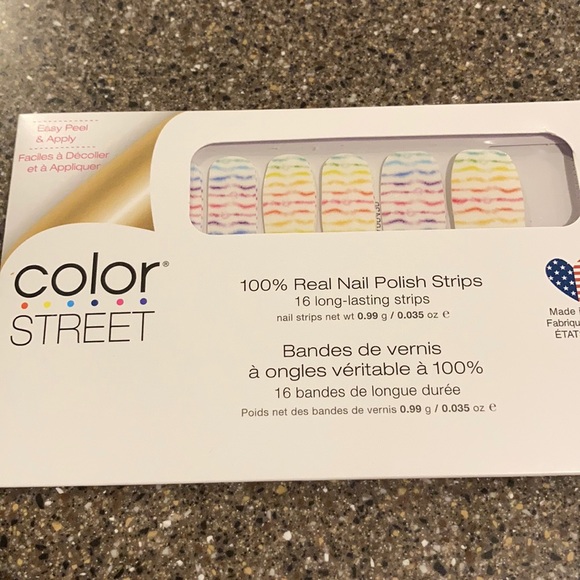 Easy Peel
& Apply
Faciles à Décoller
et à Appliquer
color®
STREET
100% Real Nail Polish Strips
16 long-lasting strips
nail strips net wt 0.99 g / 0.035 oz ℮
Bandes de vernis
à ongles véritable à 100%
16 bandes de longue durée
Poids net des bandes de vernis 0.99 g / 0.035 oz ℮
Made
Fabriqu
ÉTAT